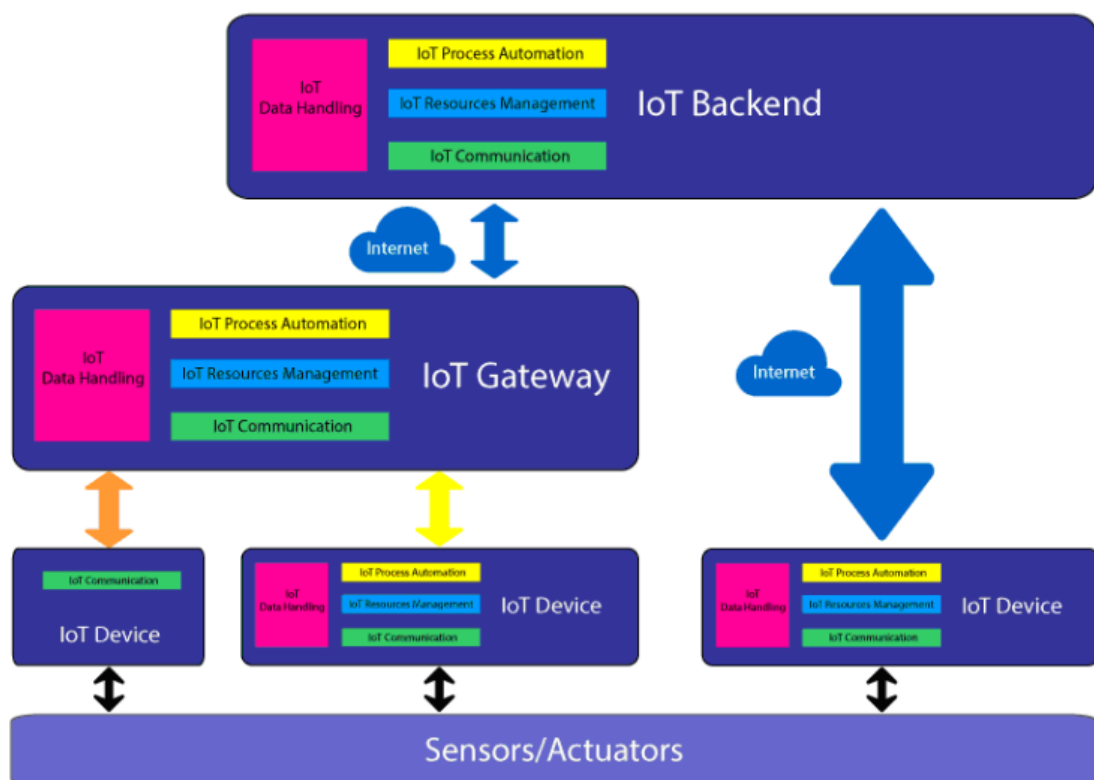 IoT Process Automation
IoT
Data Handling
IoT Resources Management
IoT Backend
IoT Communication
Internet
IoT Process Automation
IoT
Data Handling
IoT Resources Management
IoT Gateway
IoT Communication
Internet
IoT Communication
IoT Device
IoT Process Automation
IoT
Data Handling
IoT Resources Management
IoT Device
IoT Communication
IoT Process Automation
IoT
Data Handling
IoT Resources Management
IoT Device
IoT Communication
Sensors/Actuators